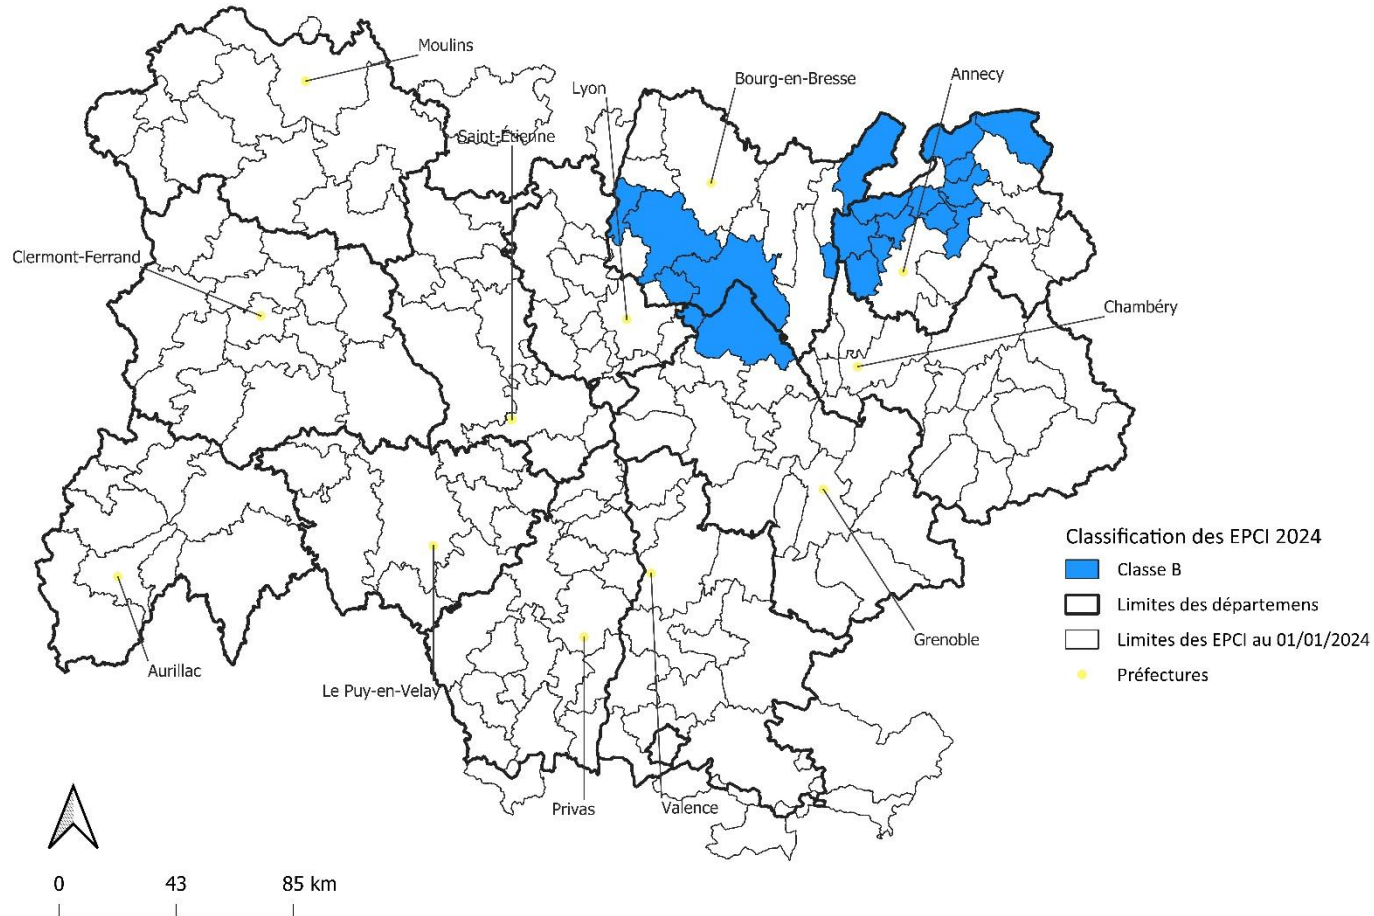 Moulins
Annecy
Bourg-en-Bresse
Lyon
Saint-Étienne
Clermont-Ferrand
Chambéry
Classification des EPCI 2024
Classe B
Limites des départemens
Limites des EPCI au 01/01/2024
Préfectures
Grenoble
Aurillac
Le Puy-en-Velay
Privas
Valence
0 43 85 km